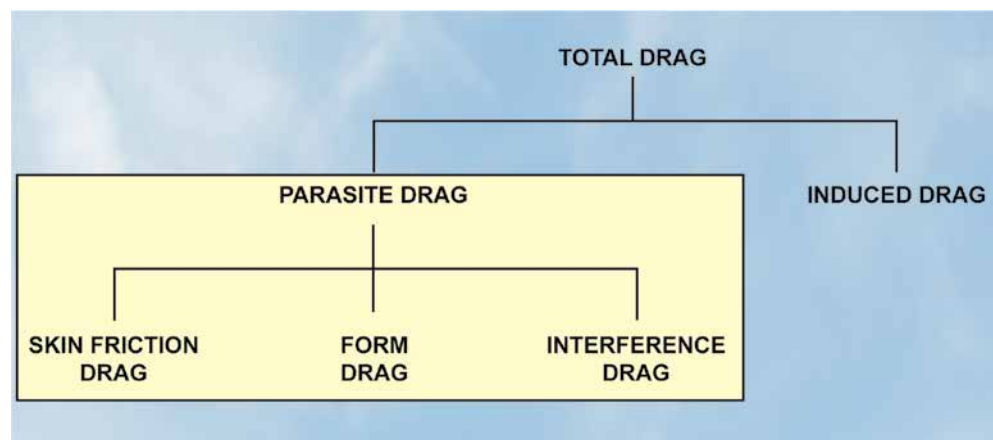 TOTAL DRAG
PARASITE DRAG
INDUCED DRAG
SKIN FRICTION
DRAG
FORM
DRAG
INTERFERENCE
DRAG